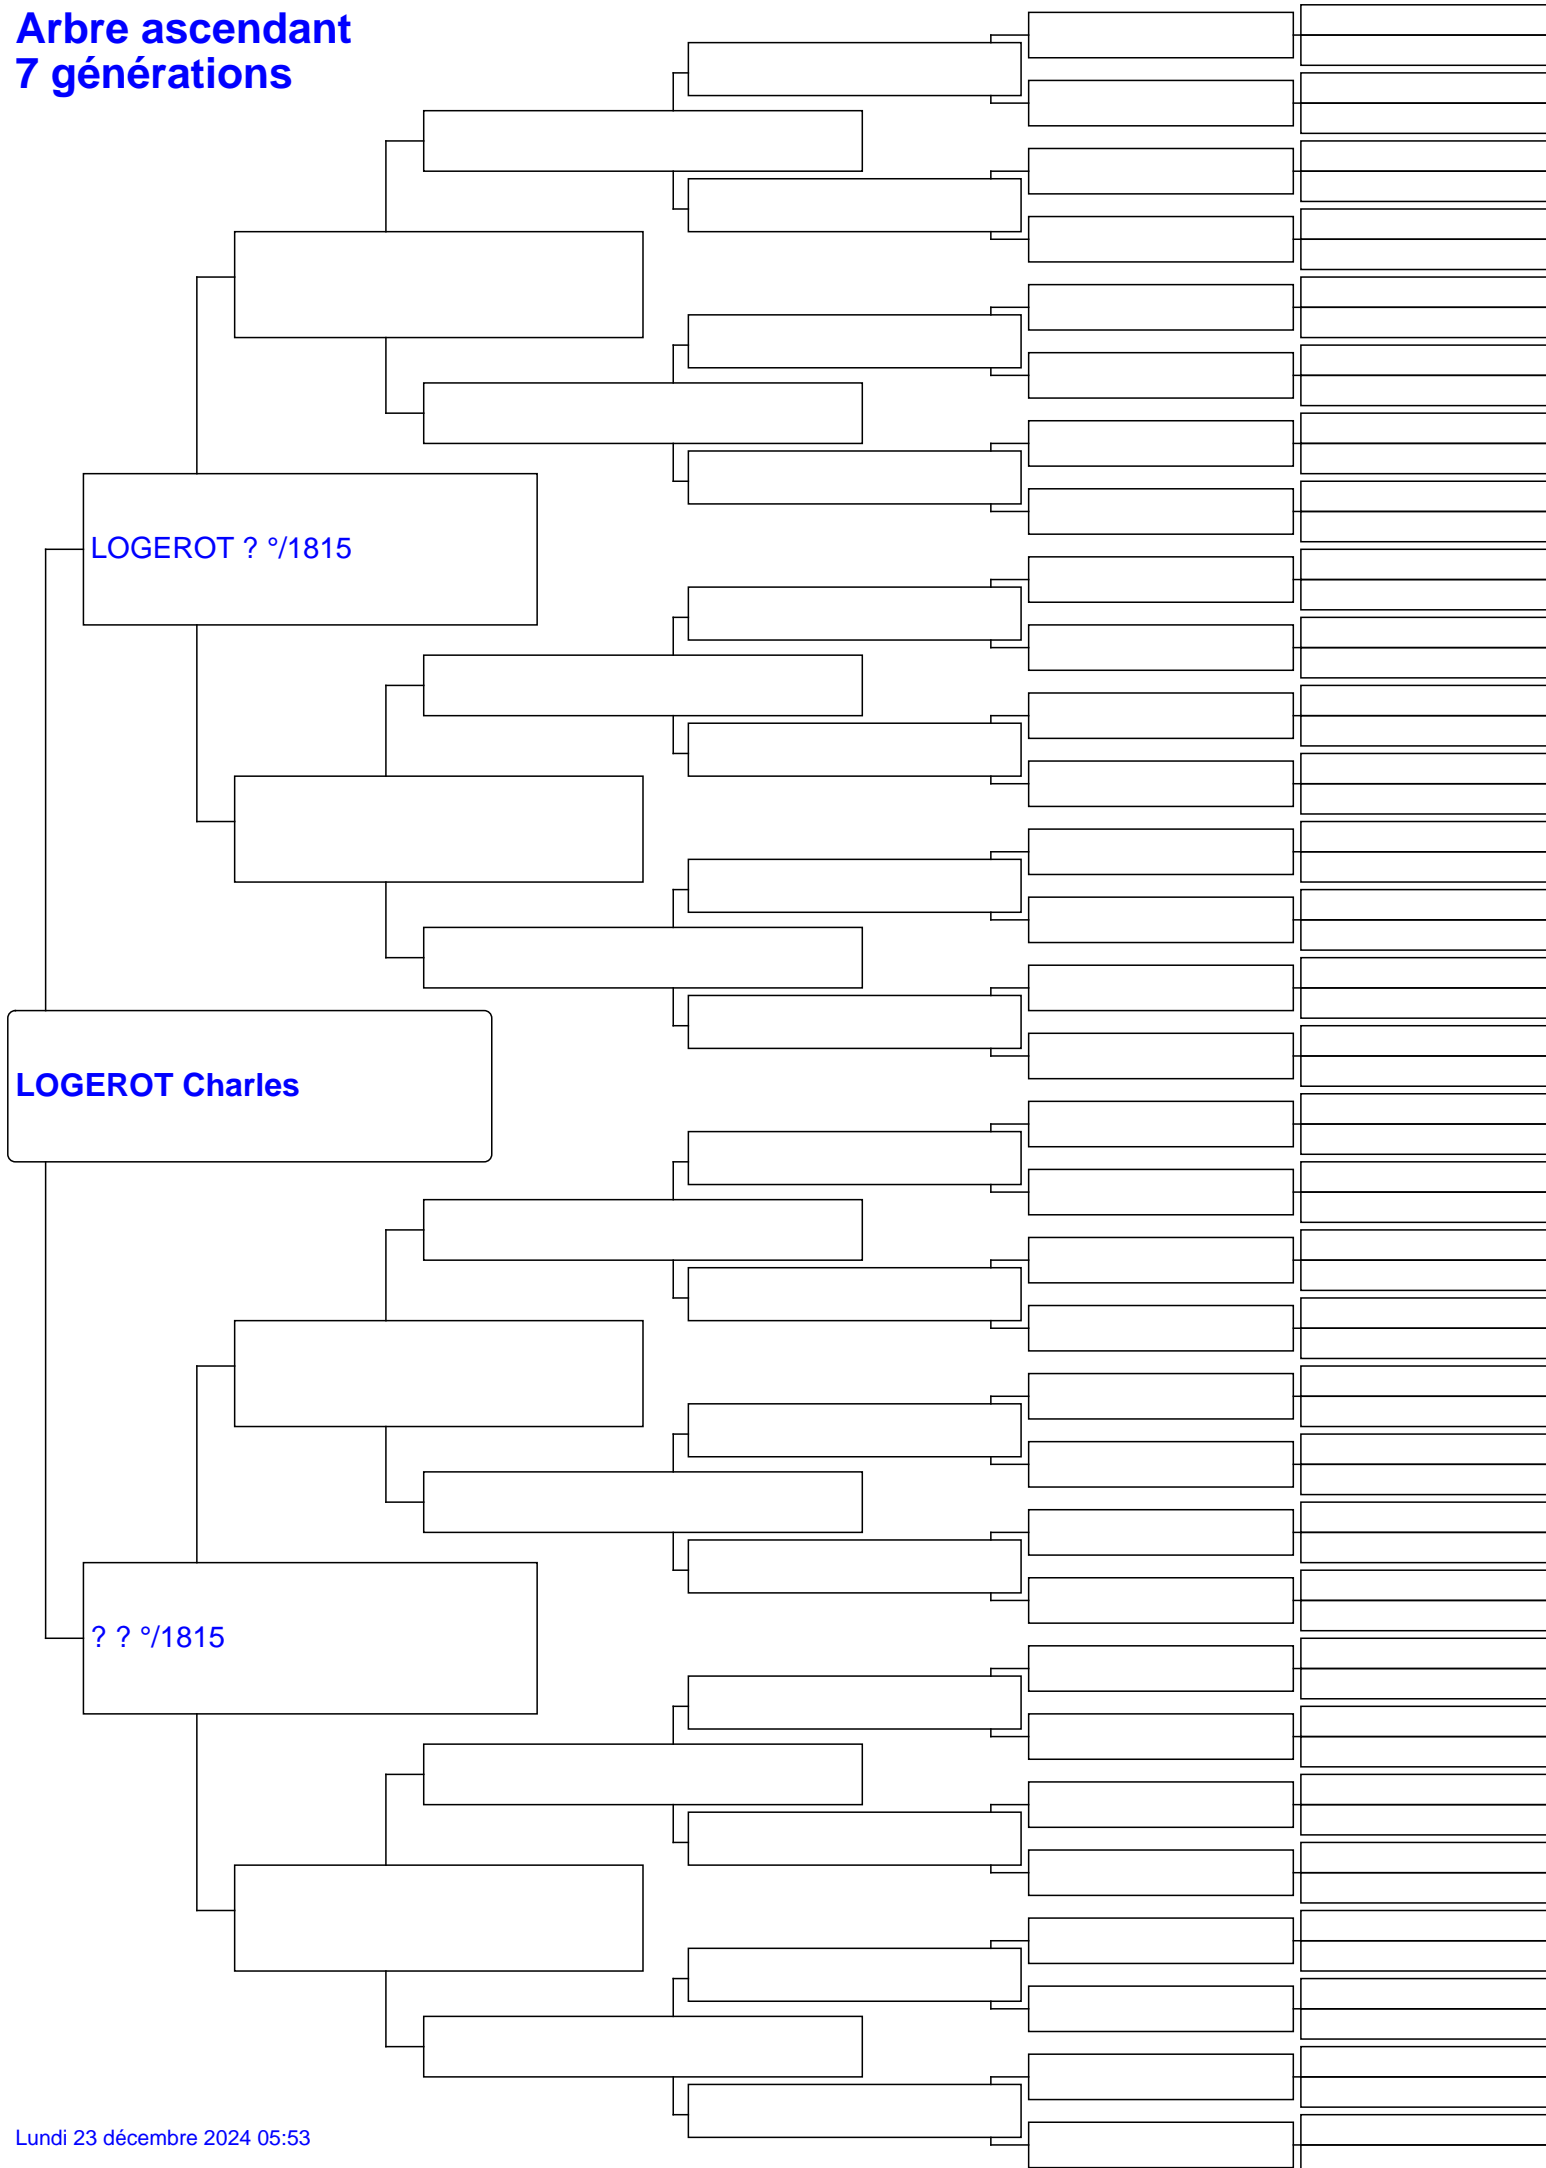 Arbre ascendant
7 générations
LOGEROT ? °/1815
LOGEROT Charles
? ? °/1815
Lundi 23 décembre 2024 05:53